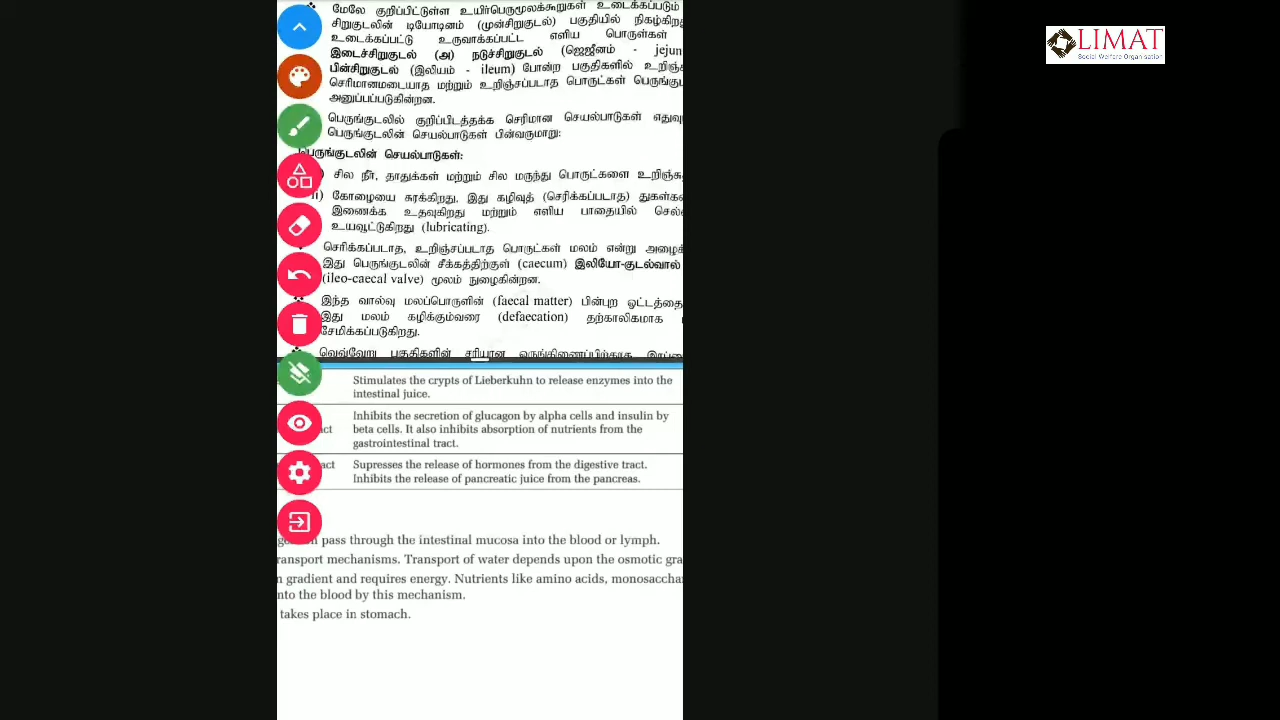 LIMAT
Social Welfare Organisation
மேலே குறிப்பிட்டுள்ள உயிர்பெருமூலக்கூறுகள் உடைக்கப்படும்
சிறுகுடலின் டியோடினம் (முன்சிறுகுடல்) பகுதியில்
உடைக்கப்பட்டு உருவாக்கப்பட்ட எளிய பொருள்கள்
இடைச்சிறுகுடல் (அ) நடுச்சிறுகுடல் (ஜெஜீனம் - jejun
பின்சிறுகுடல் (இலியம் - ileum) போன்ற பகுதிகளில்
செரிமானமடையாத மற்றும் உறிஞ்சப்படாத பொருட்கள்
அனுப்பப்படுகின்றன.
பெருங்குடலில் குறிப்பிடத்தக்க செரிமான செயல்பாடுகள்
பெருங்குடலின் செயல்பாடுகள் பின்வருமாறு:
பெருங்குடலின் செயல்பாடுகள்:
) சில நீர், தாதுக்கள் மற்றும் சில மருந்து பொருட்களை
ii) கோழையை சுரக்கிறது, இது கழிவுத் (செரிக்கப்படாத)
இணைக்க உதவுகிறது மற்றும் எளிய பாதையில்
உயவூட்டுகிறது (lubricating).
செரிக்கப்படாத, உறிஞ்சப்படாத பொருட்கள் மலம் என்று
இது பெருங்குடலின் சீக்கத்திற்குள் (caecum) இலியோ-குடல்வால்
(ileo-caecal valve) மூலம் நுழைகின்றன.
இந்த வால்வு மலப்பொருளின் (faecal matter) பின்புற
இது மலம் கழிக்கும்வரை (defaecation) தற்காலிகமாக
சேமிக்கப்படுகிறது.
வெவ்வேறு பகுதிகளின் சரியான
Stimulates the crypts of Lieberkuhn to release enzymes into the
intestinal juice.
Inhibits the secretion of glucagon by alpha cells and insulin by
act beta cells. It also inhibits absorption of nutrients from the
gastrointestinal tract.
act Supresses the release of hormones from the digestive tract.
Inhibits the release of pancreatic juice from the pancreas.
pass through the intestinal mucosa into the blood or lymph.
ransport mechanisms. Transport of water depends upon the osmotic gra
n gradient and requires energy. Nutrients like amino acids, monosacchar
nto the blood by this mechanism.
takes place in stomach.